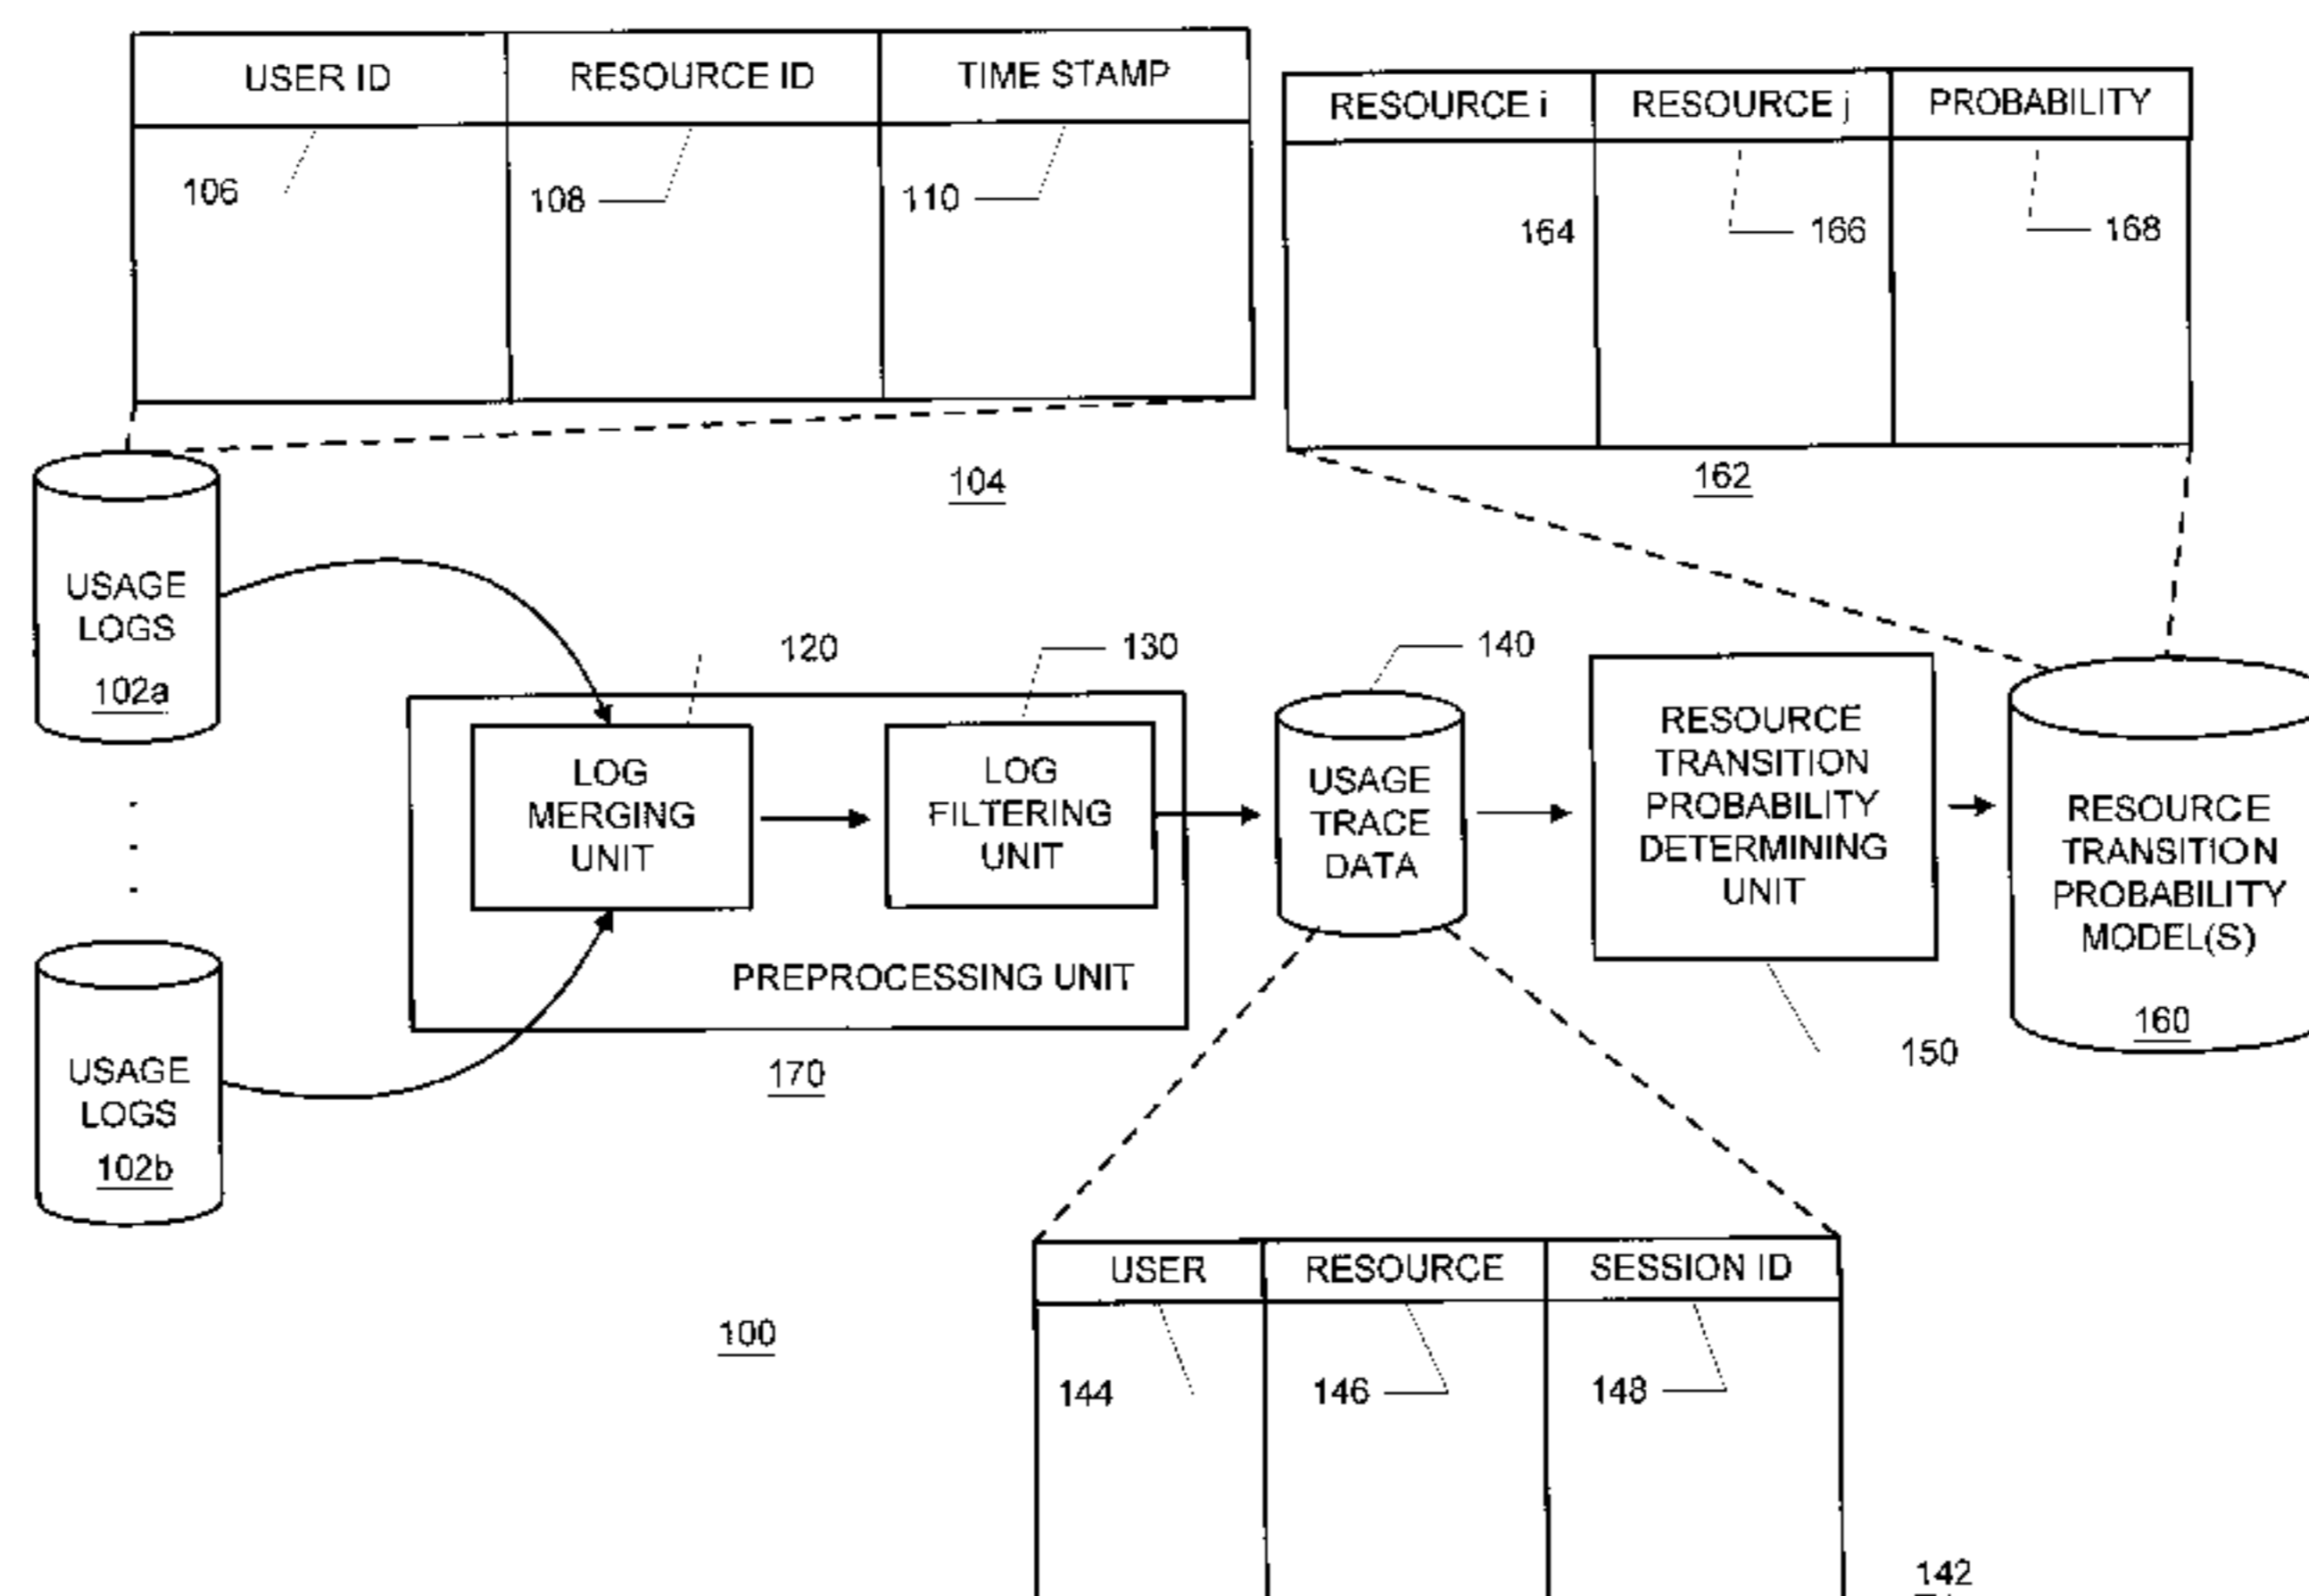 USER ID RESOURCE ID TIME STAMP
106 108 110
RESOURCE i RESOURCE j PROBABILITY
164 166 168
104
162
USAGE
LOGS
102a
120
130
140
LOG
MERGING
UNIT
LOG
FILTERING
UNIT
PREPROCESSING UNIT
170
USAGE
TRACE
DATA
RESOURCE
TRANSITION
PROBABILITY
DETERMINING
UNIT
150
RESOURCE
TRANSITION
PROBABILITY
MODEL(S)
160
USAGE
LOGS
102b
USER RESOURCE SESSION ID
144 146 148
100
142